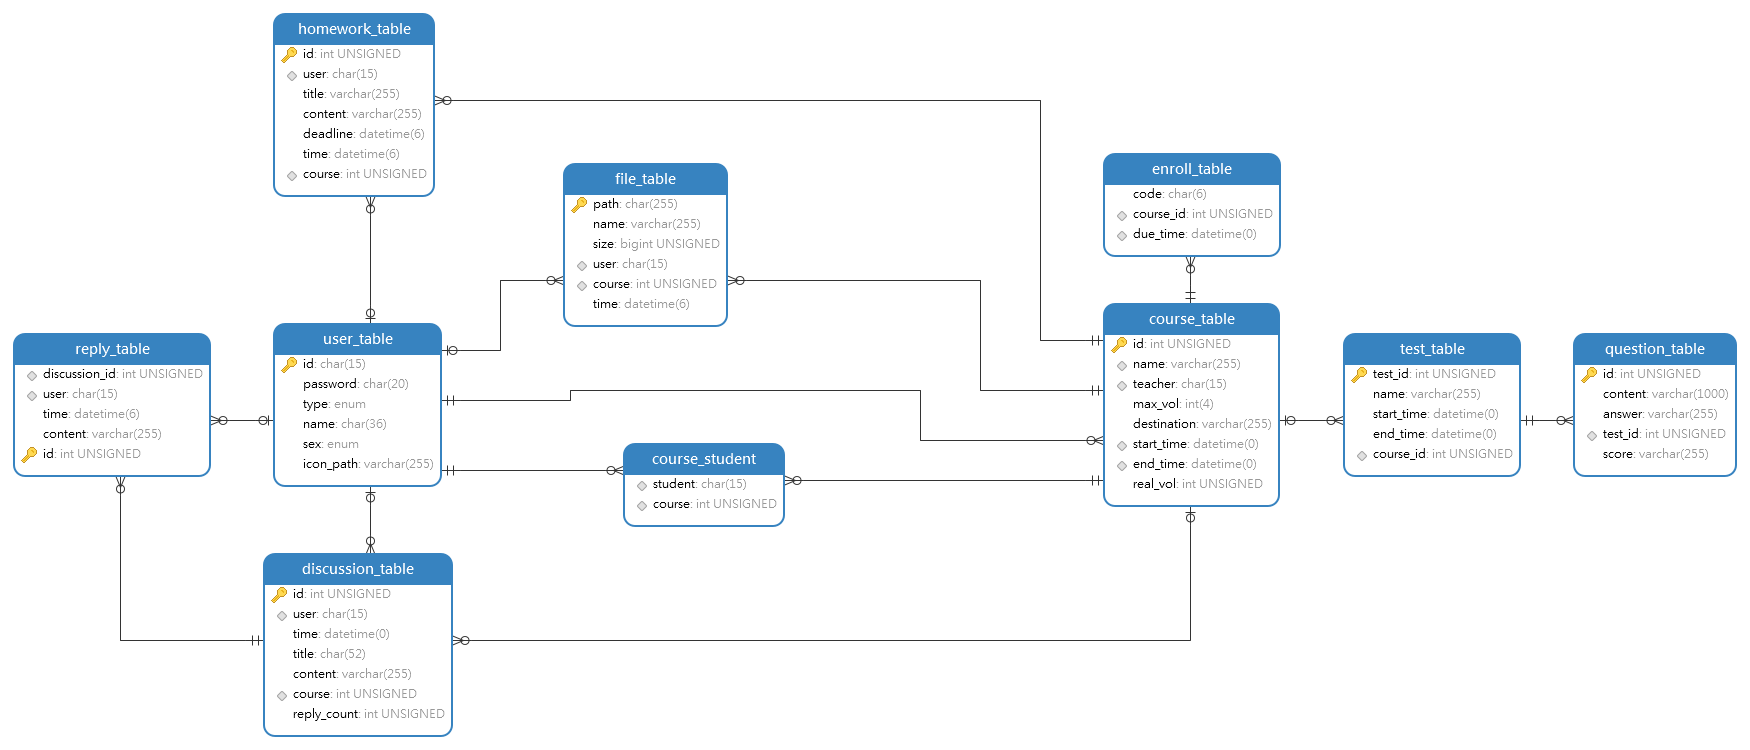 homework_table
id: int UNSIGNED
user: char(15)
title: varchar(255)
content: varchar(255)
deadline: datetime(6)
time: datetime(6)
course: int UNSIGNED
file_table
path: char(255)
name: varchar(255)
size: bigint UNSIGNED
user: char(15)
course: int UNSIGNED
time: datetime(6)
enroll_table
code: char(6)
course_id: int UNSIGNED
due_time: datetime(0)
reply_table
discussion_id: int UNSIGNED
user: char(15)
time: datetime(6)
content: varchar(255)
id: int UNSIGNED
user_table
id: char(15)
password: char(20)
type: enum
name: char(36)
sex: enum
icon_path: varchar(255)
course_student
student: char(15)
course: int UNSIGNED
course_table
id: int UNSIGNED
name: varchar(255)
teacher: char(15)
max_vol: int(4)
destination: varchar(255)
start_time: datetime(0)
end_time: datetime(0)
real_vol: int UNSIGNED
test_table
test_id: int UNSIGNED
name: varchar(255)
start_time: datetime(0)
end_time: datetime(0)
course_id: int UNSIGNED
question_table
id: int UNSIGNED
content: varchar(1000)
answer: varchar(255)
test_id: int UNSIGNED
score: varchar(255)
discussion_table
id: int UNSIGNED
user: char(15)
time: datetime(0)
title: char(52)
content: varchar(255)
course: int UNSIGNED
reply_count: int UNSIGNED